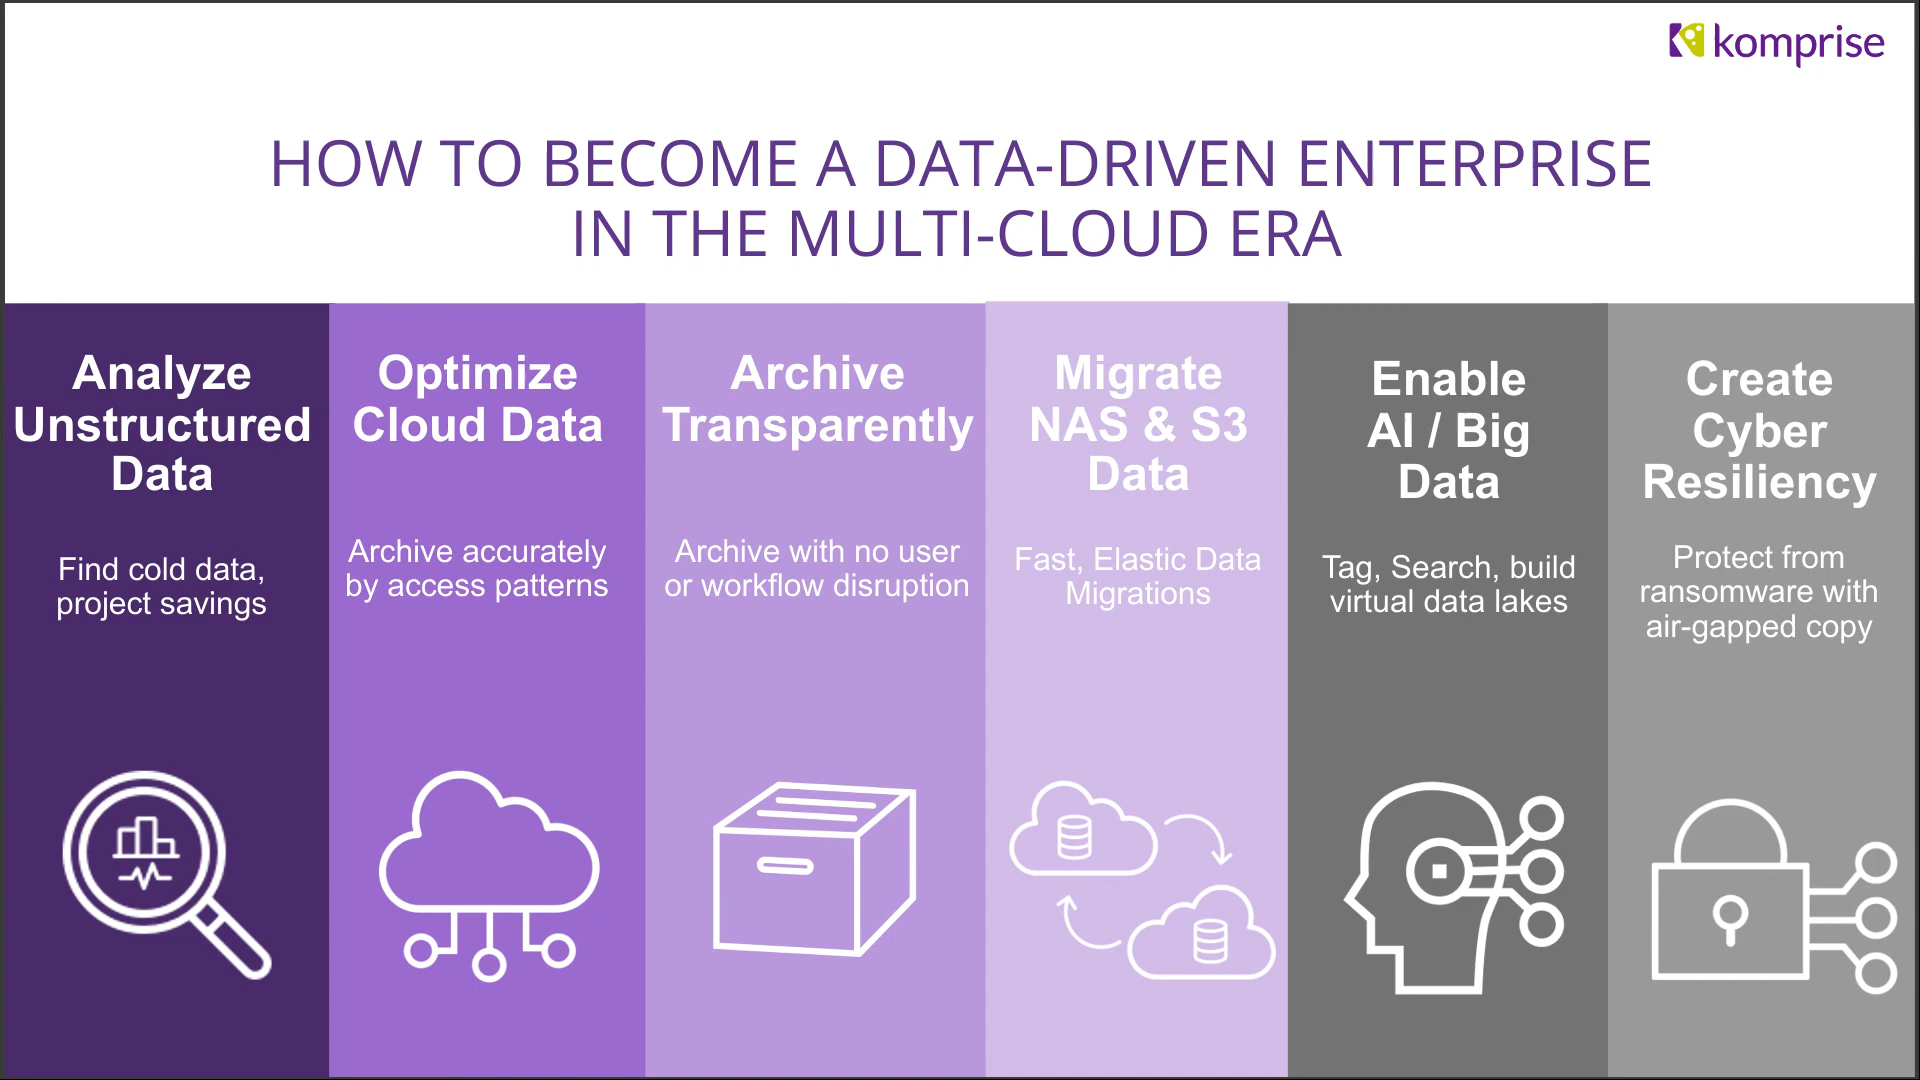 komprise
HOW TO BECOME A DATA-DRIVEN ENTERPRISE
IN THE MULTI-CLOUD ERA
Analyze
Unstructured
Data
Find cold data,
project savings
Optimize
Cloud Data
Archive accurately
by access patterns
Archive
Transparently
Archive with no user
or workflow disruption
Migrate
NAS & S3
Data
Fast, Elastic Data
Migrations
Enable
AI / Big
Data
Tag, Search, build
virtual data lakes
Create
Cyber
Resiliency
Protect from
ransomware with
air-gapped copy